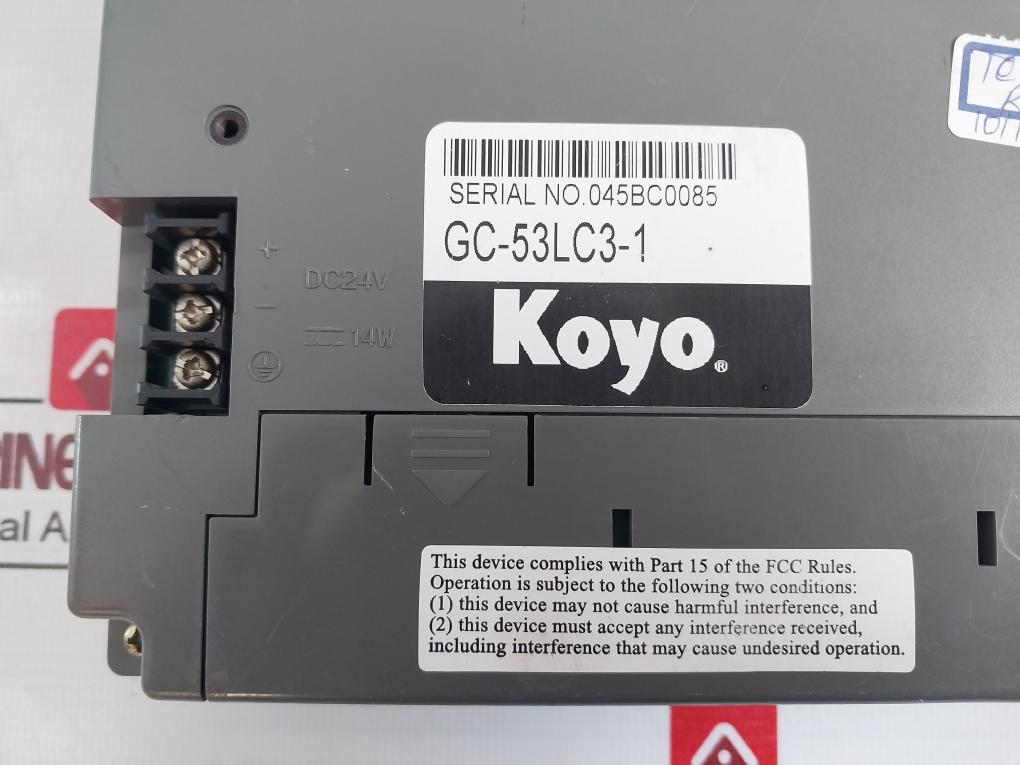 SERIAL NO.045BC0085
GC-53LC3-1
Koyo®
+
DC24V
−
14W
This device complies with Part 15 of the FCC Rules.
Operation is subject to the following two conditions:
(1) this device may not cause harmful interference, and
(2) this device must accept any interference received,
including interference that may cause undesired operation.